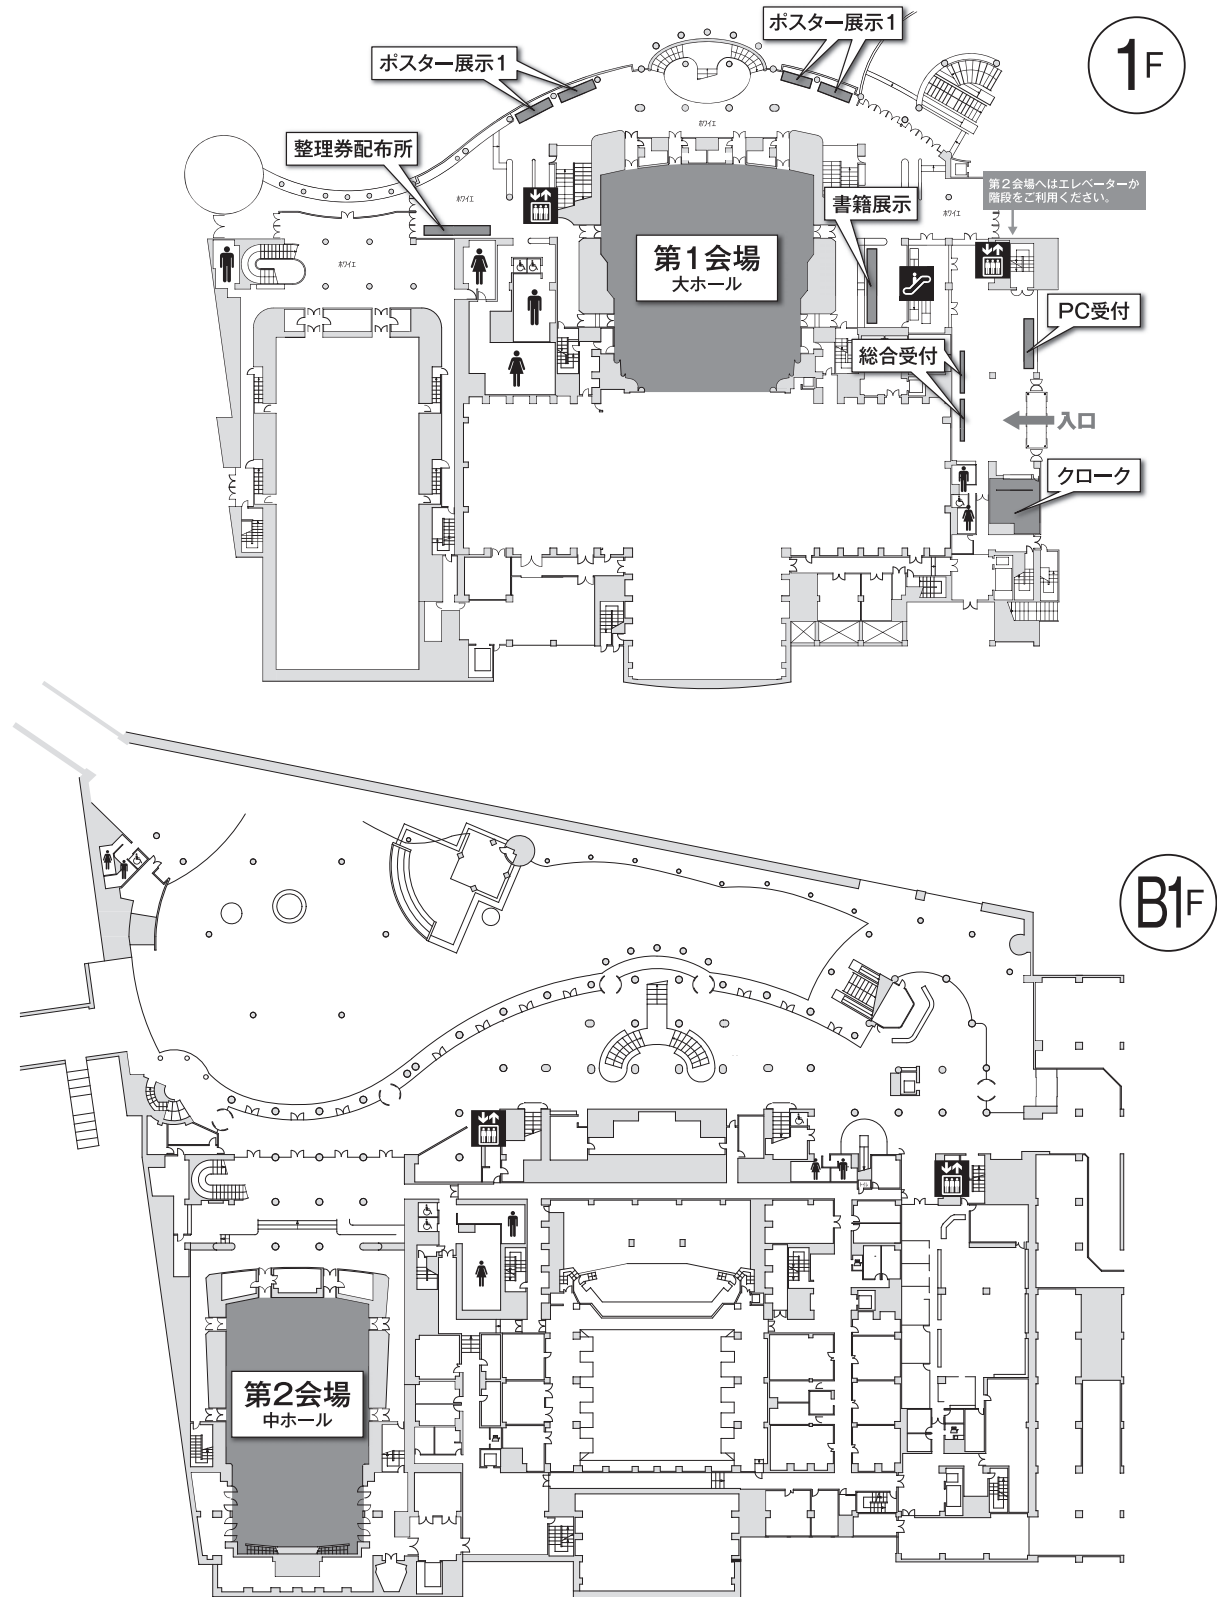 ポスター展示1
1F
ポスター展示1
ホワイエ
整理券配布所
第2会場へはエレベーターか
階段をご利用ください。
ホワイエ
書籍展示
ホワイエ
第1会場
大ホール
ホワイエ
PC受付
総合受付
入口
クローク
B1F
第2会場
中ホール